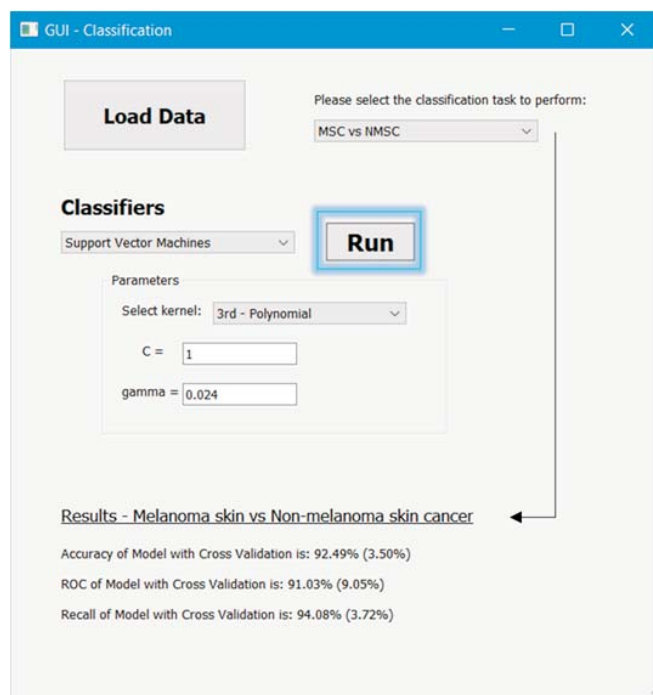 GUI - Classification
Load Data
Please select the classification task to perform:
MSC vs NMSC
Classifiers
Support Vector Machines
Run
Parameters
Select kernel:
3rd - Polynomial
C =
1
gamma =
0.024
Results - Melanoma skin vs Non-melanoma skin cancer
Accuracy of Model with Cross Validation is: 92.49% (3.50%)
ROC of Model with Cross Validation is: 91.03% (9.05%)
Recall of Model with Cross Validation is: 94.08% (3.72%)